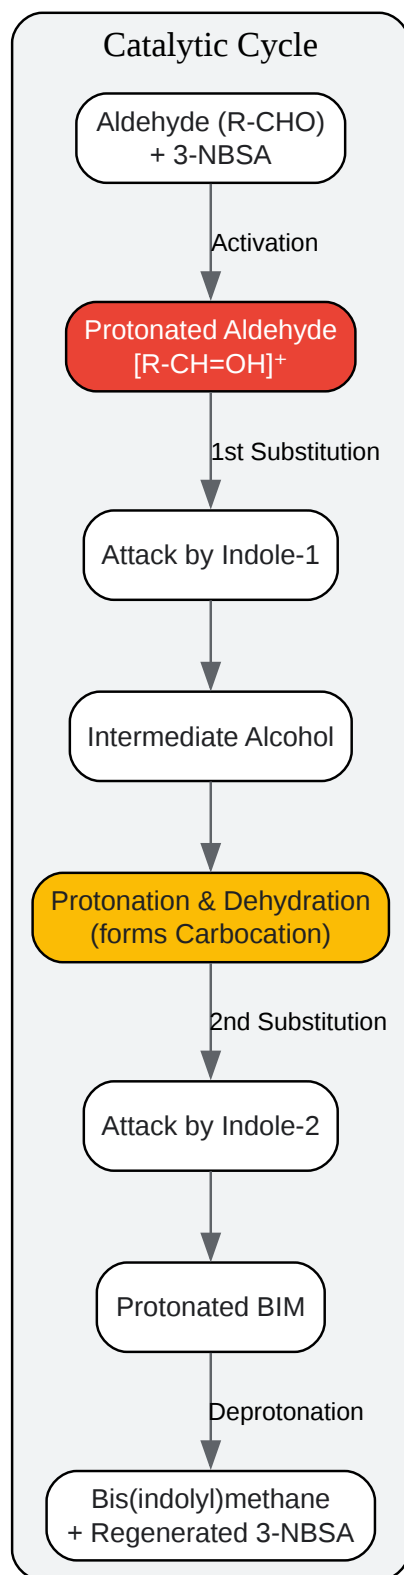 Catalytic Cycle
Aldehyde (R-CHO)
+ 3-NBSA
Activation
Protonated Aldehyde
[R-CH=OH]⁺
1st Substitution
Attack by Indole-1
Intermediate Alcohol
Protonation & Dehydration
(forms Carbocation)
2nd Substitution
Attack by Indole-2
Protonated BIM
Deprotonation
Bis(indolyl)methane
+ Regenerated 3-NBSA